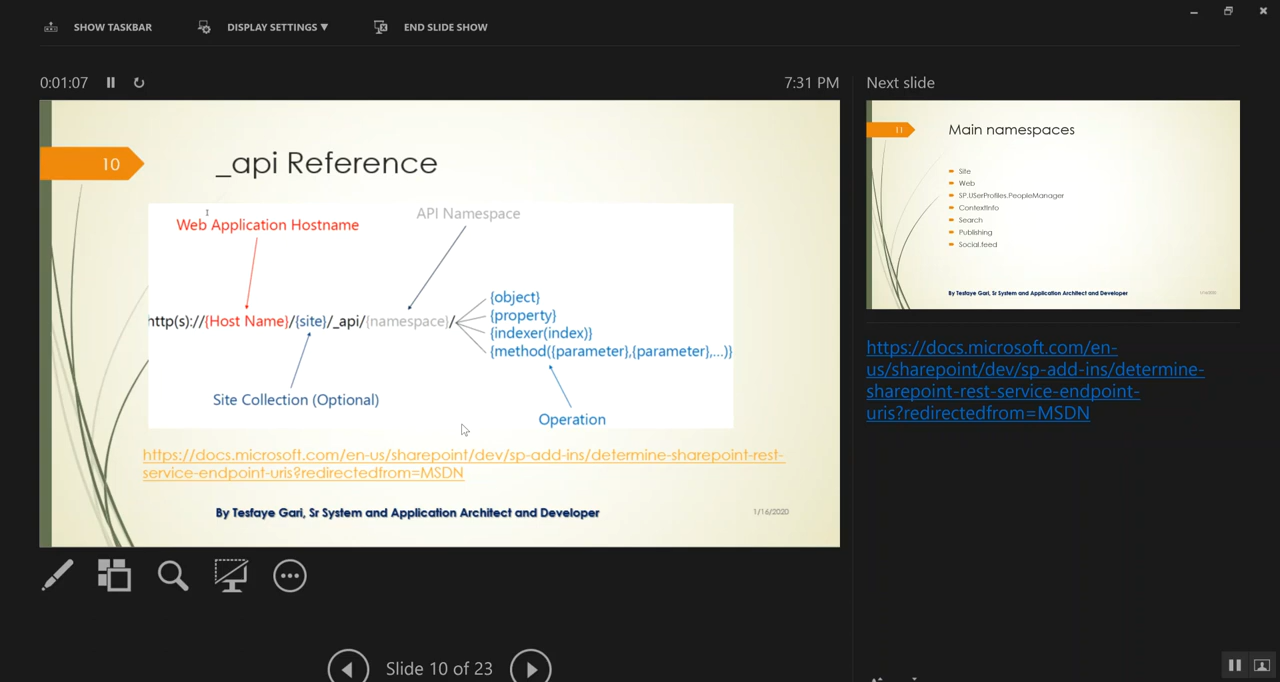 SHOW TASKBAR
DISPLAY SETTINGS ▼
END SLIDE SHOW
0:01:07
7:31 PM
10
_api Reference
Web Application Hostname
API Namespace
http(s)://{Host Name}/{site}/_api/{namespace}/
{object}
{property}
{indexer(index)}
{method({parameter},{parameter},...)}
Site Collection (Optional)
Operation
https://docs.microsoft.com/en-us/sharepoint/dev/sp-add-ins/determine-sharepoint-rest-
service-endpoint-uris?redirectedfrom=MSDN
By Tesfaye Gari, Sr System and Application Architect and Developer
1/16/2020
Slide 10 of 23
Next slide
11
Main namespaces
Site
Web
SP.USerProfiles.PeopleManager
ContextInfo
Search
Publishing
Social.feed
By Tesfaye Gari, Sr System and Application Architect and Developer
1/16/2020
https://docs.microsoft.com/en-
us/sharepoint/dev/sp-add-ins/determine-
sharepoint-rest-service-endpoint-
uris?redirectedfrom=MSDN